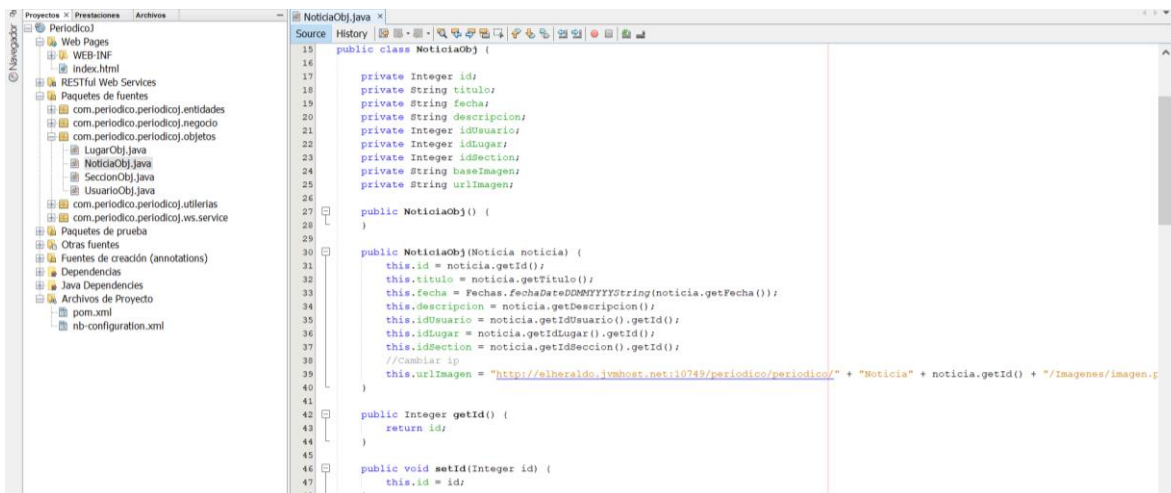 Proyectos Prestaciones Archivos
Navegador
PeriodicoJ
Web Pages
WEB-INF
index.html
RESTful Web Services
Paquetes de fuentes
com.periodico.periodicoj.entidades
com.periodico.periodicoj.negocio
com.periodico.periodicoj.objetos
LugarObj.java
NoticiaObj.java
SeccionObj.java
UsuarioObj.java
com.periodico.periodicoj.utilerias
com.periodico.periodicoj.ws.service
Paquetes de prueba
Otras fuentes
Fuentes de creación (annotations)
Dependencias
Java Dependencies
Archivos de Proyecto
pom.xml
nb-configuration.xml
NoticiaObj.java
Source History
15 public class NoticiaObj {
16
17 private Integer id;
18 private String titulo;
19 private String fecha;
20 private String descripcion;
21 private Integer idUsuario;
22 private Integer idLugar;
23 private Integer idSection;
24 private String baseImagen;
25 private String urlImagen;
26
27 public NoticiaObj() {
28 }
29
30 public NoticiaObj(Noticia noticia) {
31 this.id = noticia.getId();
32 this.titulo = noticia.getTitulo();
33 this.fecha = Fechas.fechaDateDDMMYYYYString(noticia.getFecha());
34 this.descripcion = noticia.getDescripcion();
35 this.idUsuario = noticia.getIdUsuario().getId();
36 this.idLugar = noticia.getIdLugar().getId();
37 this.idSection = noticia.getIdSeccion().getId();
38 //Cambiar ip
39 this.urlImagen = "http://elheraldo.jvmhost.net:10749/periodico/periodico/" + "Noticia" + noticia.getId() + "/Imagenes/imagen.p
40 }
41
42 public Integer getId() {
43 return id;
44 }
45
46 public void setId(Integer id) {
47 this.id = id;